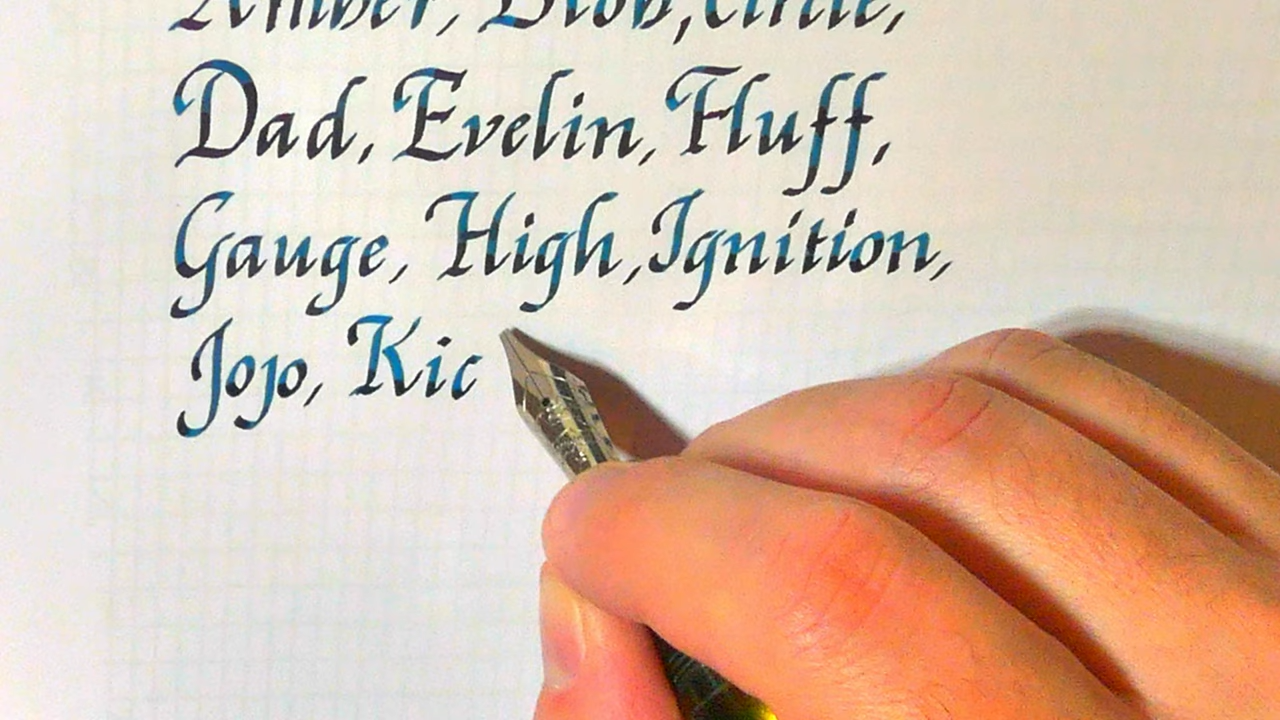 Amber, Blob, Circle,
Dad, Evelin, Fluff,
Gauge, High, Ignition,
Jojo, Kic